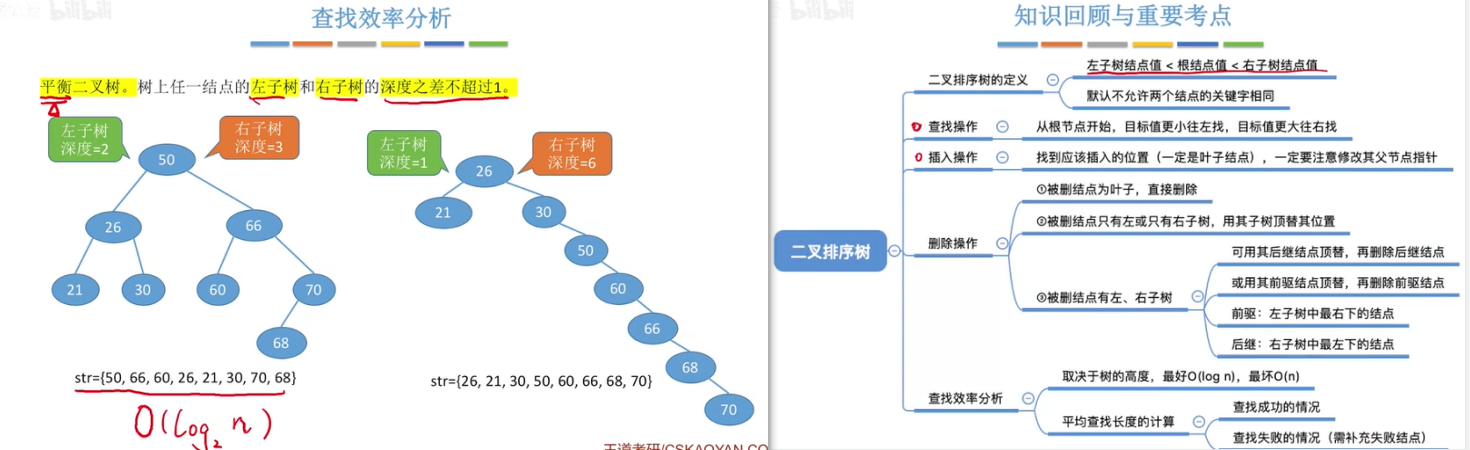 查找效率分析
平衡二叉树。树上任一结点的左子树和右子树的深度之差不超过1。
左子树
深度=2
右子树
深度=3
50
26
66
21
30
60
70
68
str={50, 66, 60, 26, 21, 30, 70, 68}
O(log₂ n)
左子树
深度=1
右子树
深度=6
26
21
30
50
60
66
68
70
str={26, 21, 30, 50, 60, 66, 68, 70}
王道考研/CSKAOYAN.CO
知识回顾与重要考点
二叉排序树
二叉排序树的定义
左子树结点值 < 根结点值 < 右子树结点值
默认不允许两个结点的关键字相同
查找操作
从根节点开始，目标值更小往左找，目标值更大往右找
插入操作
找到应该插入的位置（一定是叶子结点），一定要注意修改其父节点指针
删除操作
①被删结点为叶子，直接删除
②被删结点只有左或只有右子树，用其子树顶替其位置
③被删结点有左、右子树
可用其后继结点顶替，再删除后继结点
或用其前驱结点顶替，再删除前驱结点
前驱：左子树中最右下的结点
后继：右子树中最左下的结点
查找效率分析
取决于树的高度，最好O(log n)，最坏O(n)
平均查找长度的计算
查找成功的情况
查找失败的情况（需补充失败结点）